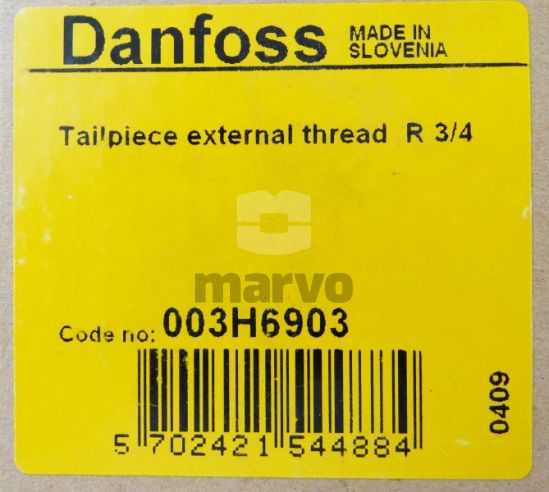 Danfoss MADE IN
SLOVENIA
Tailpiece external thread R 3/4
marvo
Code no: 003H6903
5 702421 544884
0409